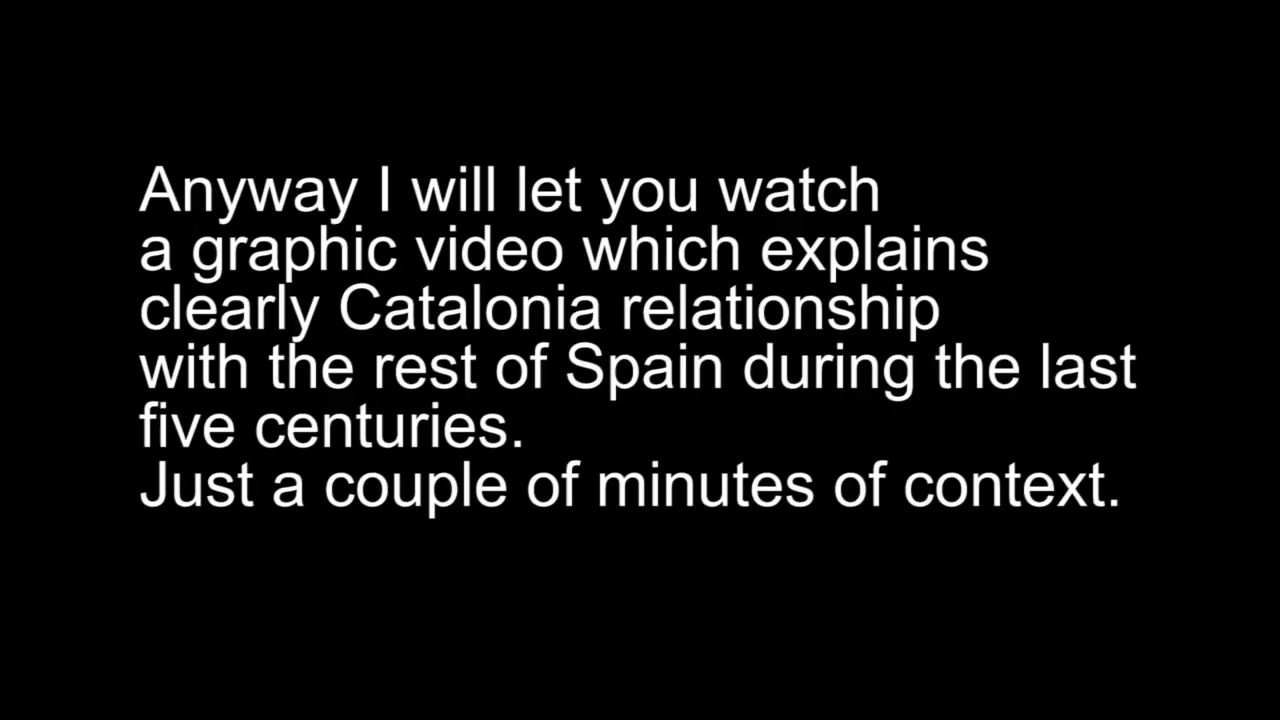 Anyway I will let you watch
a graphic video which explains
clearly Catalonia relationship
with the rest of Spain during the last
five centuries.
Just a couple of minutes of context.